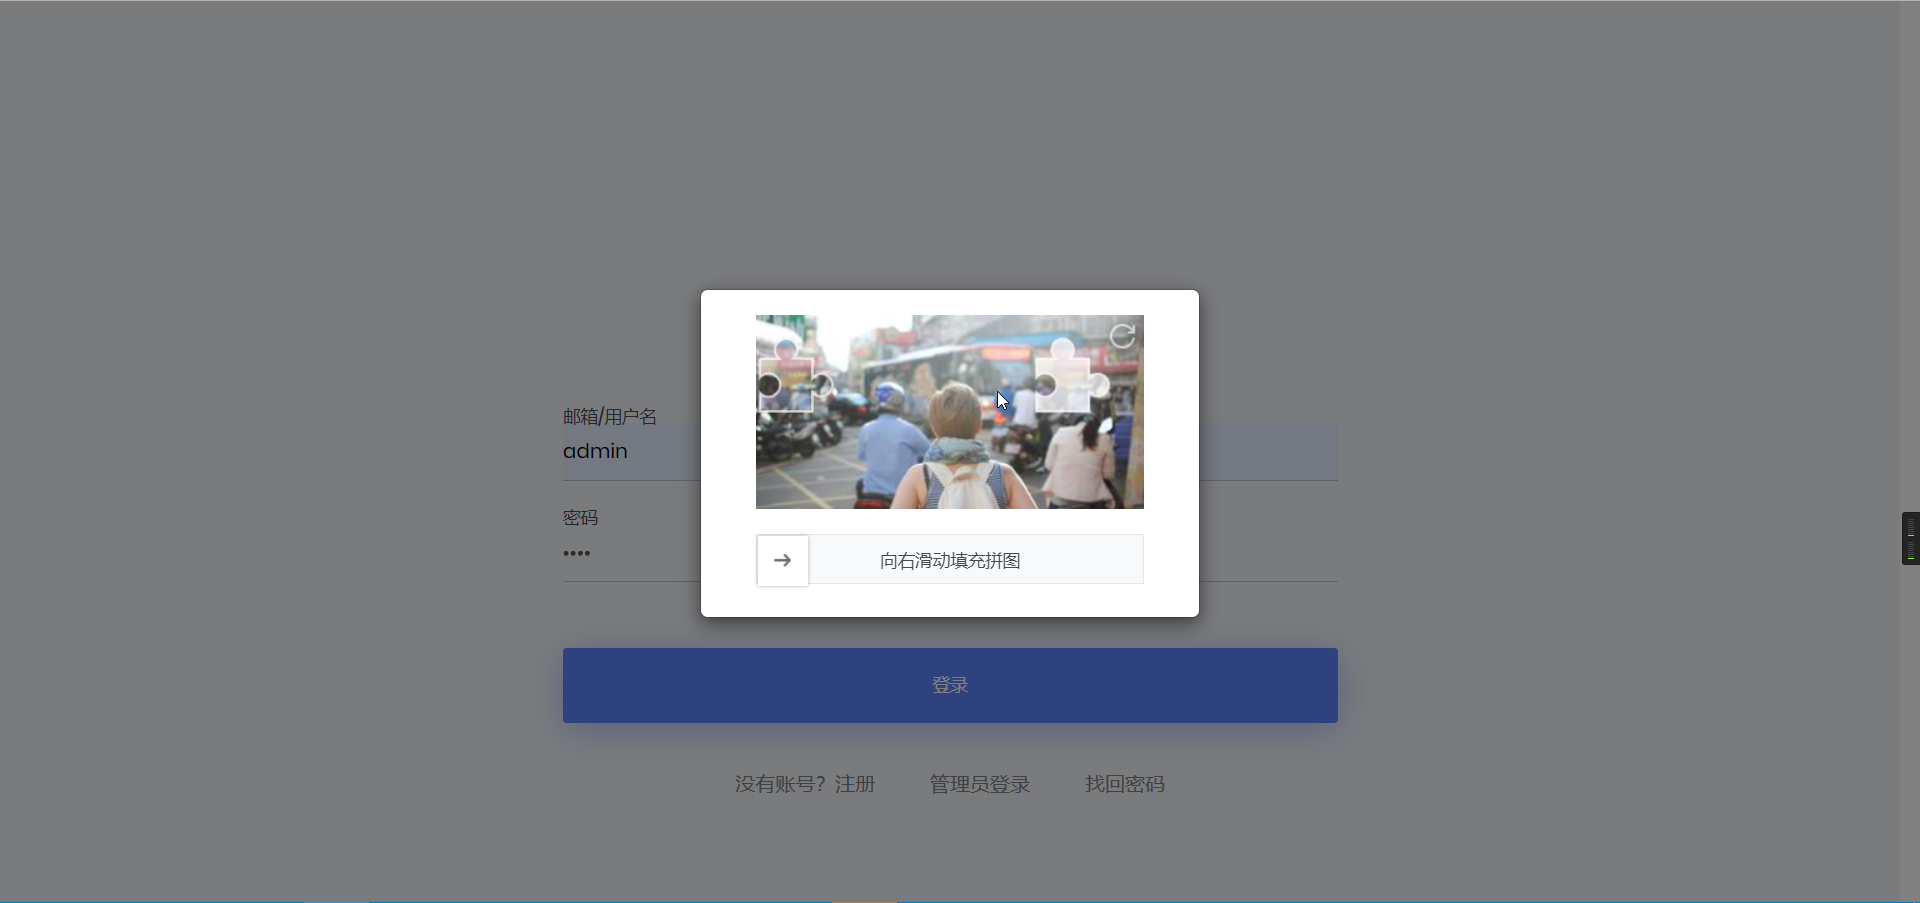 邮箱/用户名
admin
密码
••••
向右滑动填充拼图
登录
没有账号？注册 管理员登录 找回密码